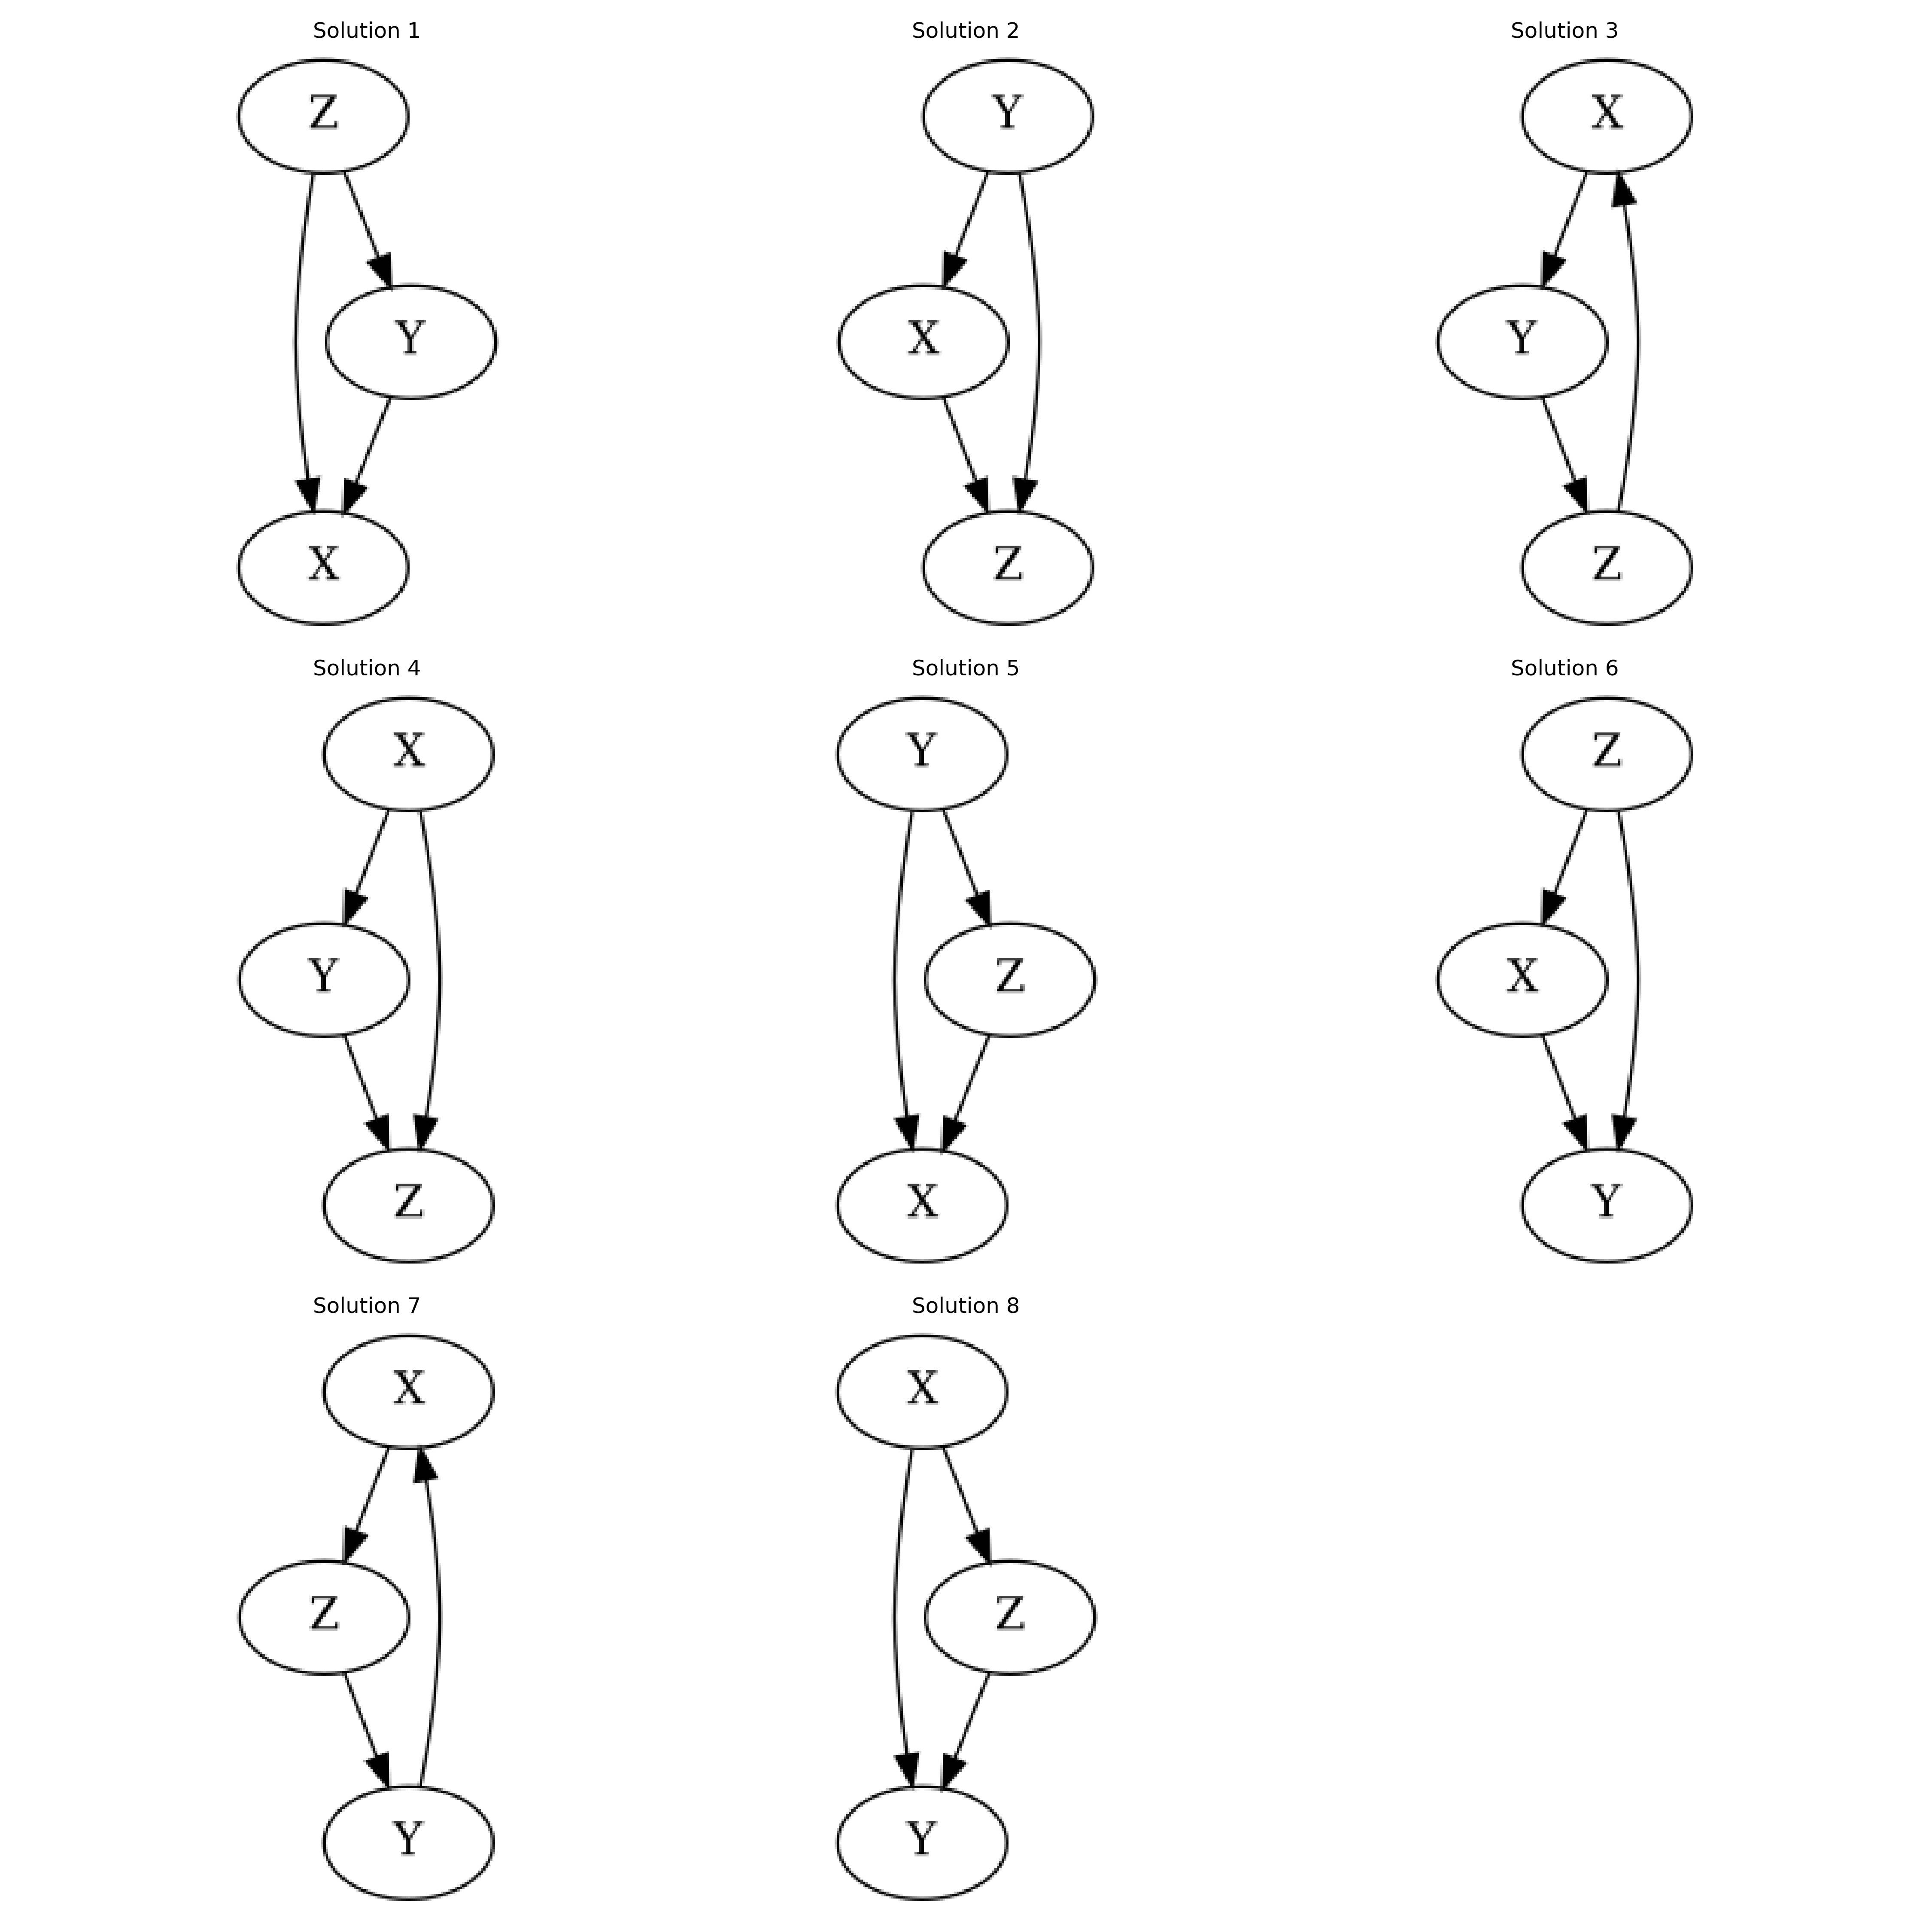 Solution 1
Z
Y
X
Solution 2
Y
X
Z
Solution 3
X
Y
Z
Solution 4
X
Y
Z
Solution 5
Y
Z
X
Solution 6
Z
X
Y
Solution 7
X
Z
Y
Solution 8
X
Z
Y